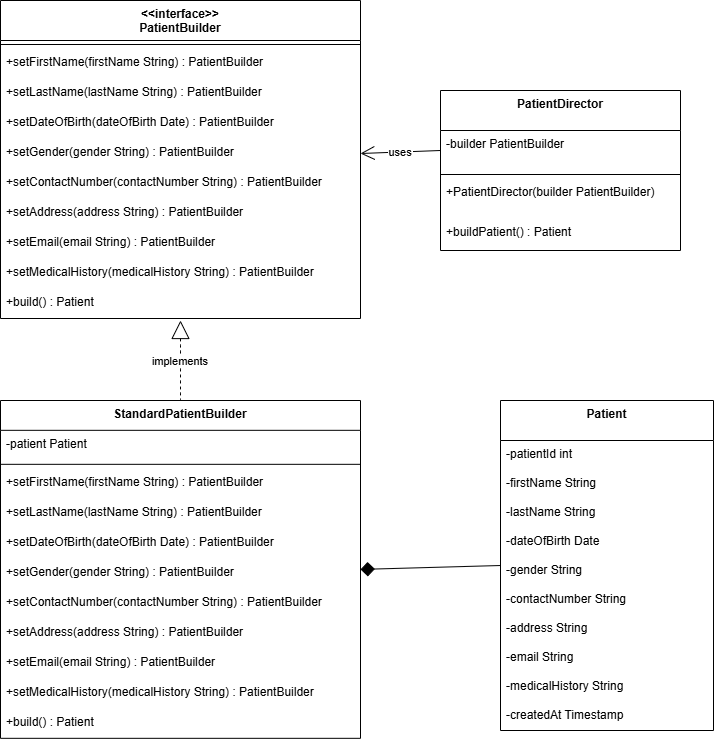 <<interface>>
PatientBuilder
+setFirstName(firstName String) : PatientBuilder
+setLastName(lastName String) : PatientBuilder
+setDateOfBirth(dateOfBirth Date) : PatientBuilder
+setGender(gender String) : PatientBuilder
+setContactNumber(contactNumber String) : PatientBuilder
+setAddress(address String) : PatientBuilder
+setEmail(email String) : PatientBuilder
+setMedicalHistory(medicalHistory String) : PatientBuilder
+build() : Patient
uses
PatientDirector
-builder PatientBuilder
+PatientDirector(builder PatientBuilder)
+buildPatient() : Patient
implements
StandardPatientBuilder
-patient Patient
+setFirstName(firstName String) : PatientBuilder
+setLastName(lastName String) : PatientBuilder
+setDateOfBirth(dateOfBirth Date) : PatientBuilder
+setGender(gender String) : PatientBuilder
+setContactNumber(contactNumber String) : PatientBuilder
+setAddress(address String) : PatientBuilder
+setEmail(email String) : PatientBuilder
+setMedicalHistory(medicalHistory String) : PatientBuilder
+build() : Patient
Patient
-patientId int
-firstName String
-lastName String
-dateOfBirth Date
-gender String
-contactNumber String
-address String
-email String
-medicalHistory String
-createdAt Timestamp